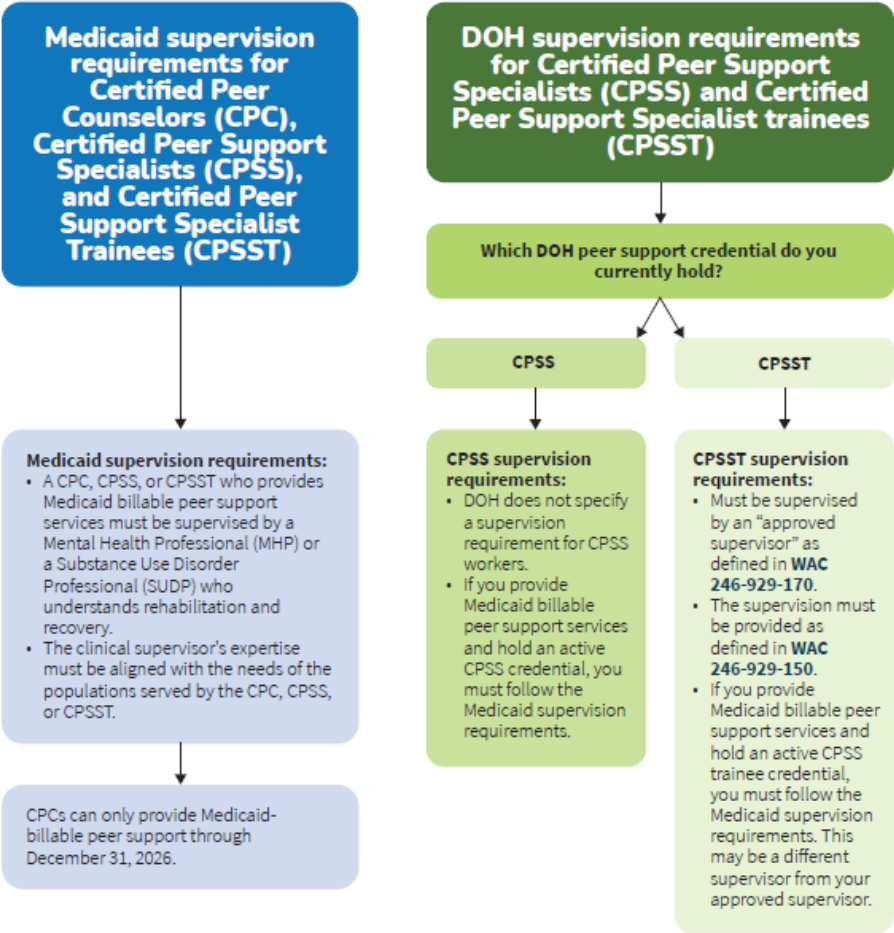 Medicaid supervision
requirements for
Certified Peer
Counselors (CPC),
Certified Peer Support
Specialists (CPSS),
and Certified Peer
Support Specialist
Trainees (CPSST)
Medicaid supervision requirements:
• A CPC, CPSS, or CPSST who provides
Medicaid billable peer support
services must be supervised by a
Mental Health Professional (MHP) or
a Substance Use Disorder
Professional (SUDP) who
understands rehabilitation and
recovery.
• The clinical supervisor's expertise
must be aligned with the needs of the
populations served by the CPC, CPSS,
or CPSST.
CPCs can only provide Medicaid-
billable peer support through
December 31, 2026.
DOH supervision requirements
for Certified Peer Support
Specialists (CPSS) and Certified
Peer Support Specialist trainees
(CPSST)
Which DOH peer support credential do you
currently hold?
CPSS
CPSS supervision
requirements:
• DOH does not specify
a supervision
requirement for CPSS
workers.
• If you provide
Medicaid billable
peer support services
and hold an active
CPSS credential, you
must follow the
Medicaid supervision
requirements.
CPSST
CPSST supervision
requirements:
• Must be supervised
by an “approved
supervisor” as
defined in WAC
246-929-170.
• The supervision must
be provided as
defined in WAC
246-929-150.
• If you provide
Medicaid billable peer
support services and
hold an active CPSS
trainee credential,
you must follow the
Medicaid supervision
requirements. This
may be a different
supervisor from your
approved supervisor.